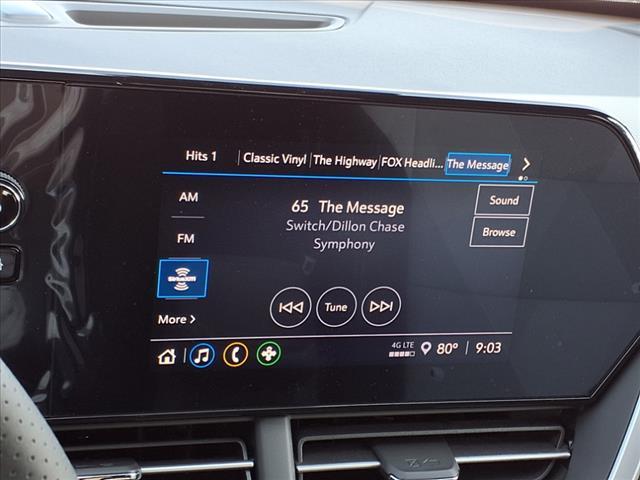 Hits 1 Classic Vinyl The Highway FOX Headli... The Message
AM
65 The Message
Sound
Switch/Dillon Chase
FM
Symphony
Browse
SiriusXM
Tune
More >
4G LTE
80° 9:03